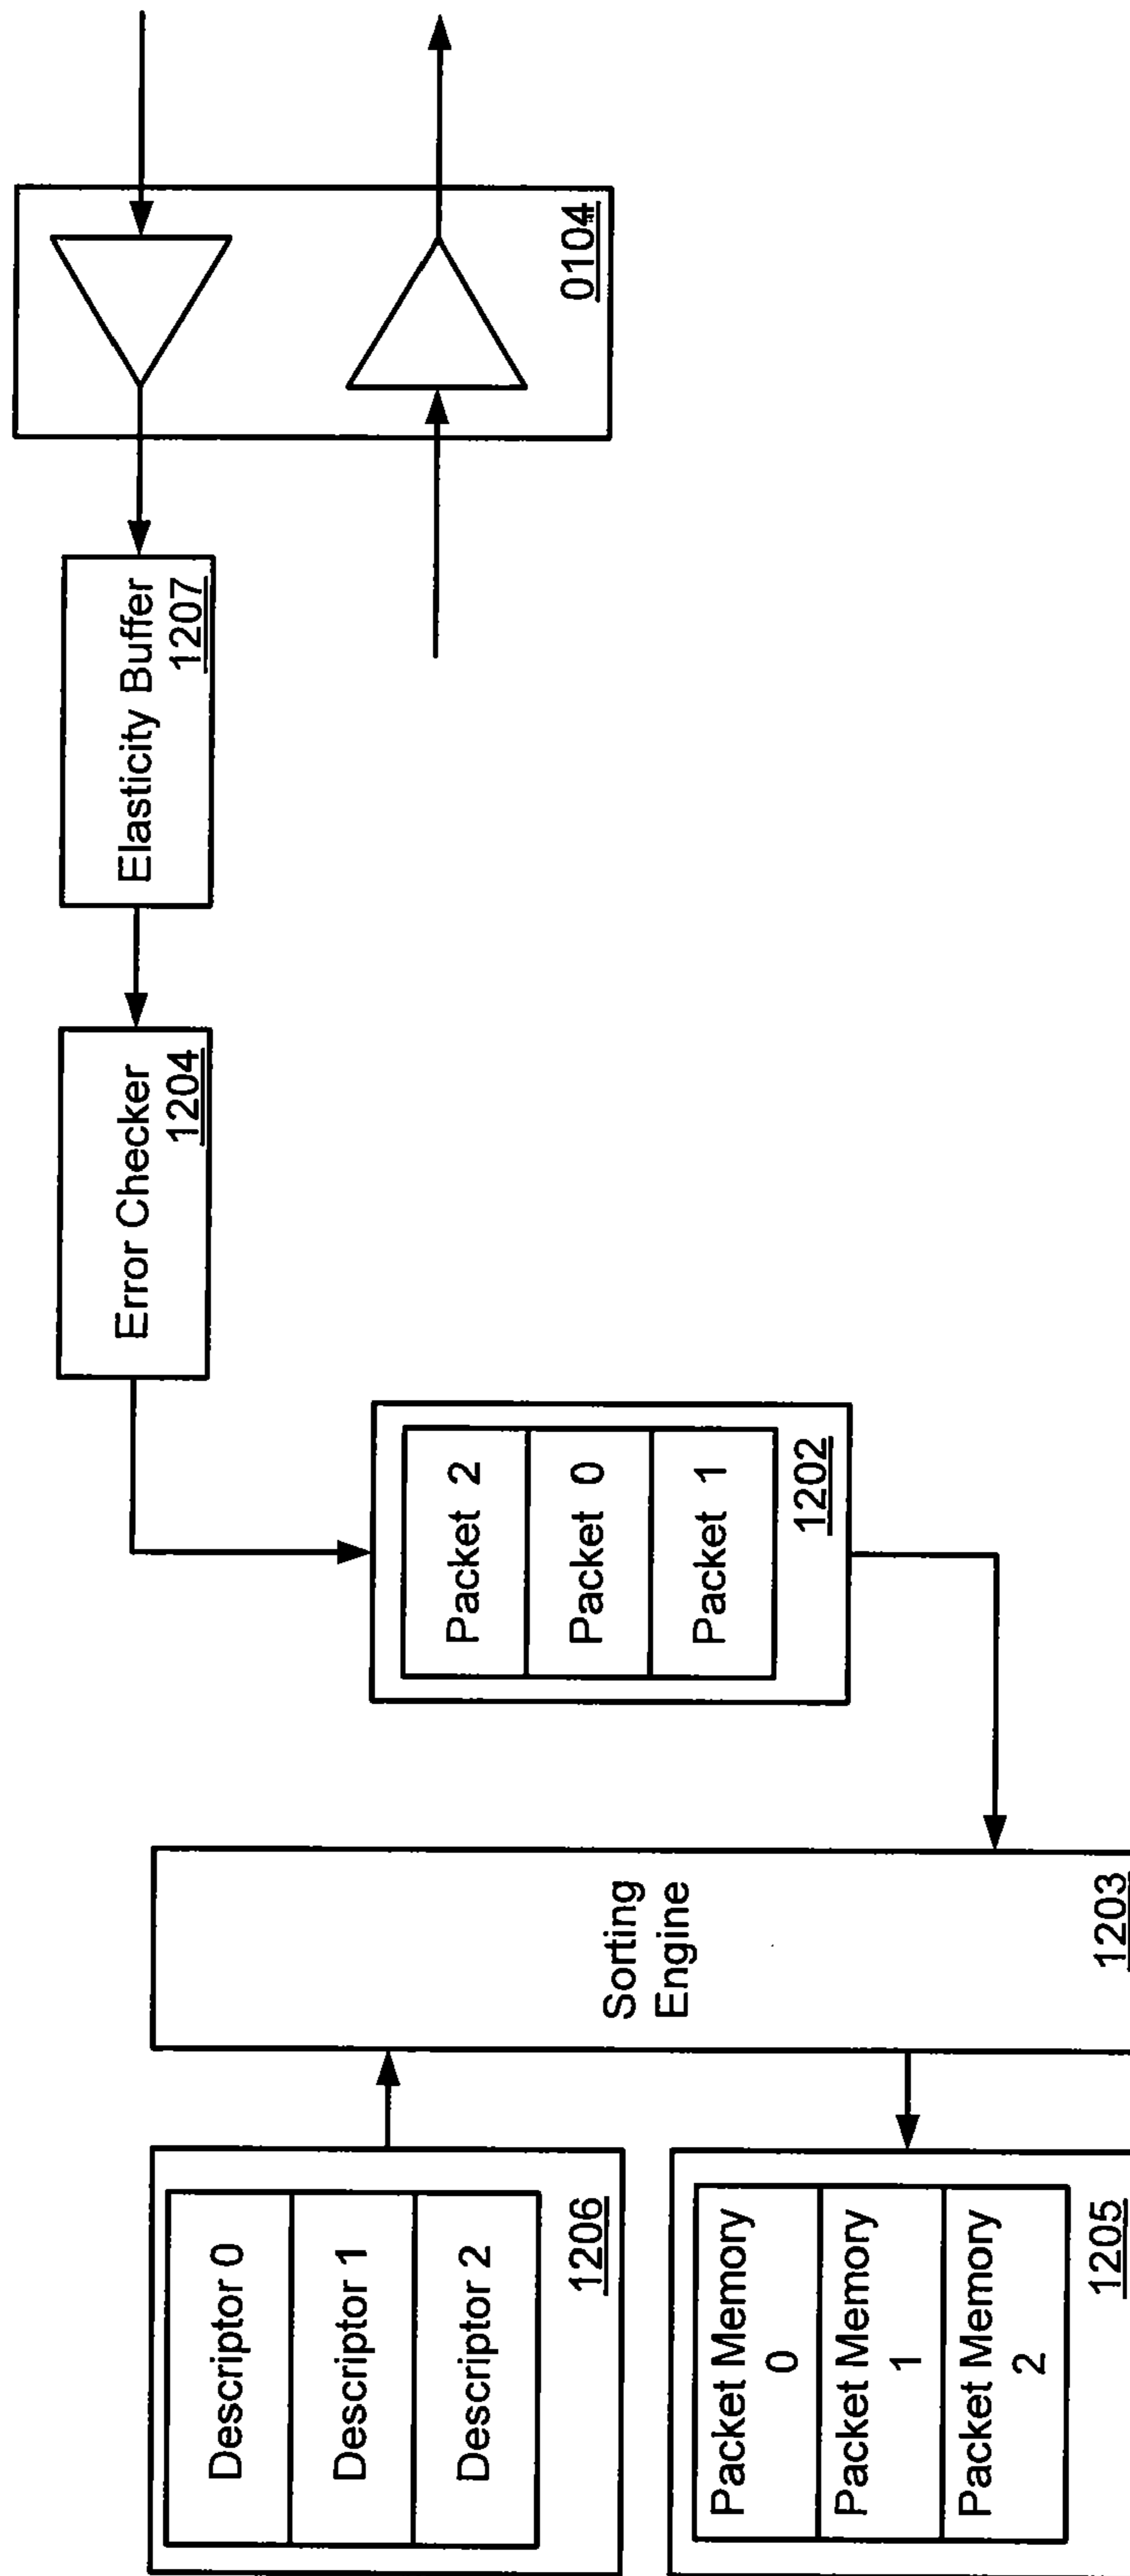 Descriptor 0
Descriptor 1
Descriptor 2
1206
Packet Memory
0
Packet Memory
1
Packet Memory
2
1205
Sorting
Engine
1203
Packet 2
Packet 0
Packet 1
1202
Error Checker
1204
Elasticity Buffer
1207
0104